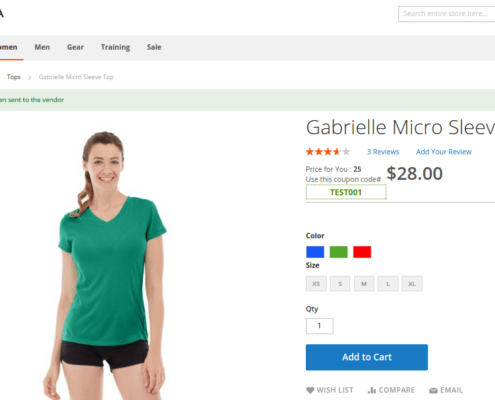 A
Search entire store here...
omen Men Gear Training Sale
Tops > Gabrielle Micro Sleeve Top
en sent to the vendor
Gabrielle Micro Sleev
3 Reviews Add Your Review
Price for You : 25
Use this coupon code# $28.00
TEST001
Color
Size
XS S M L XL
Qty
1
Add to Cart
WISH LIST COMPARE EMAIL